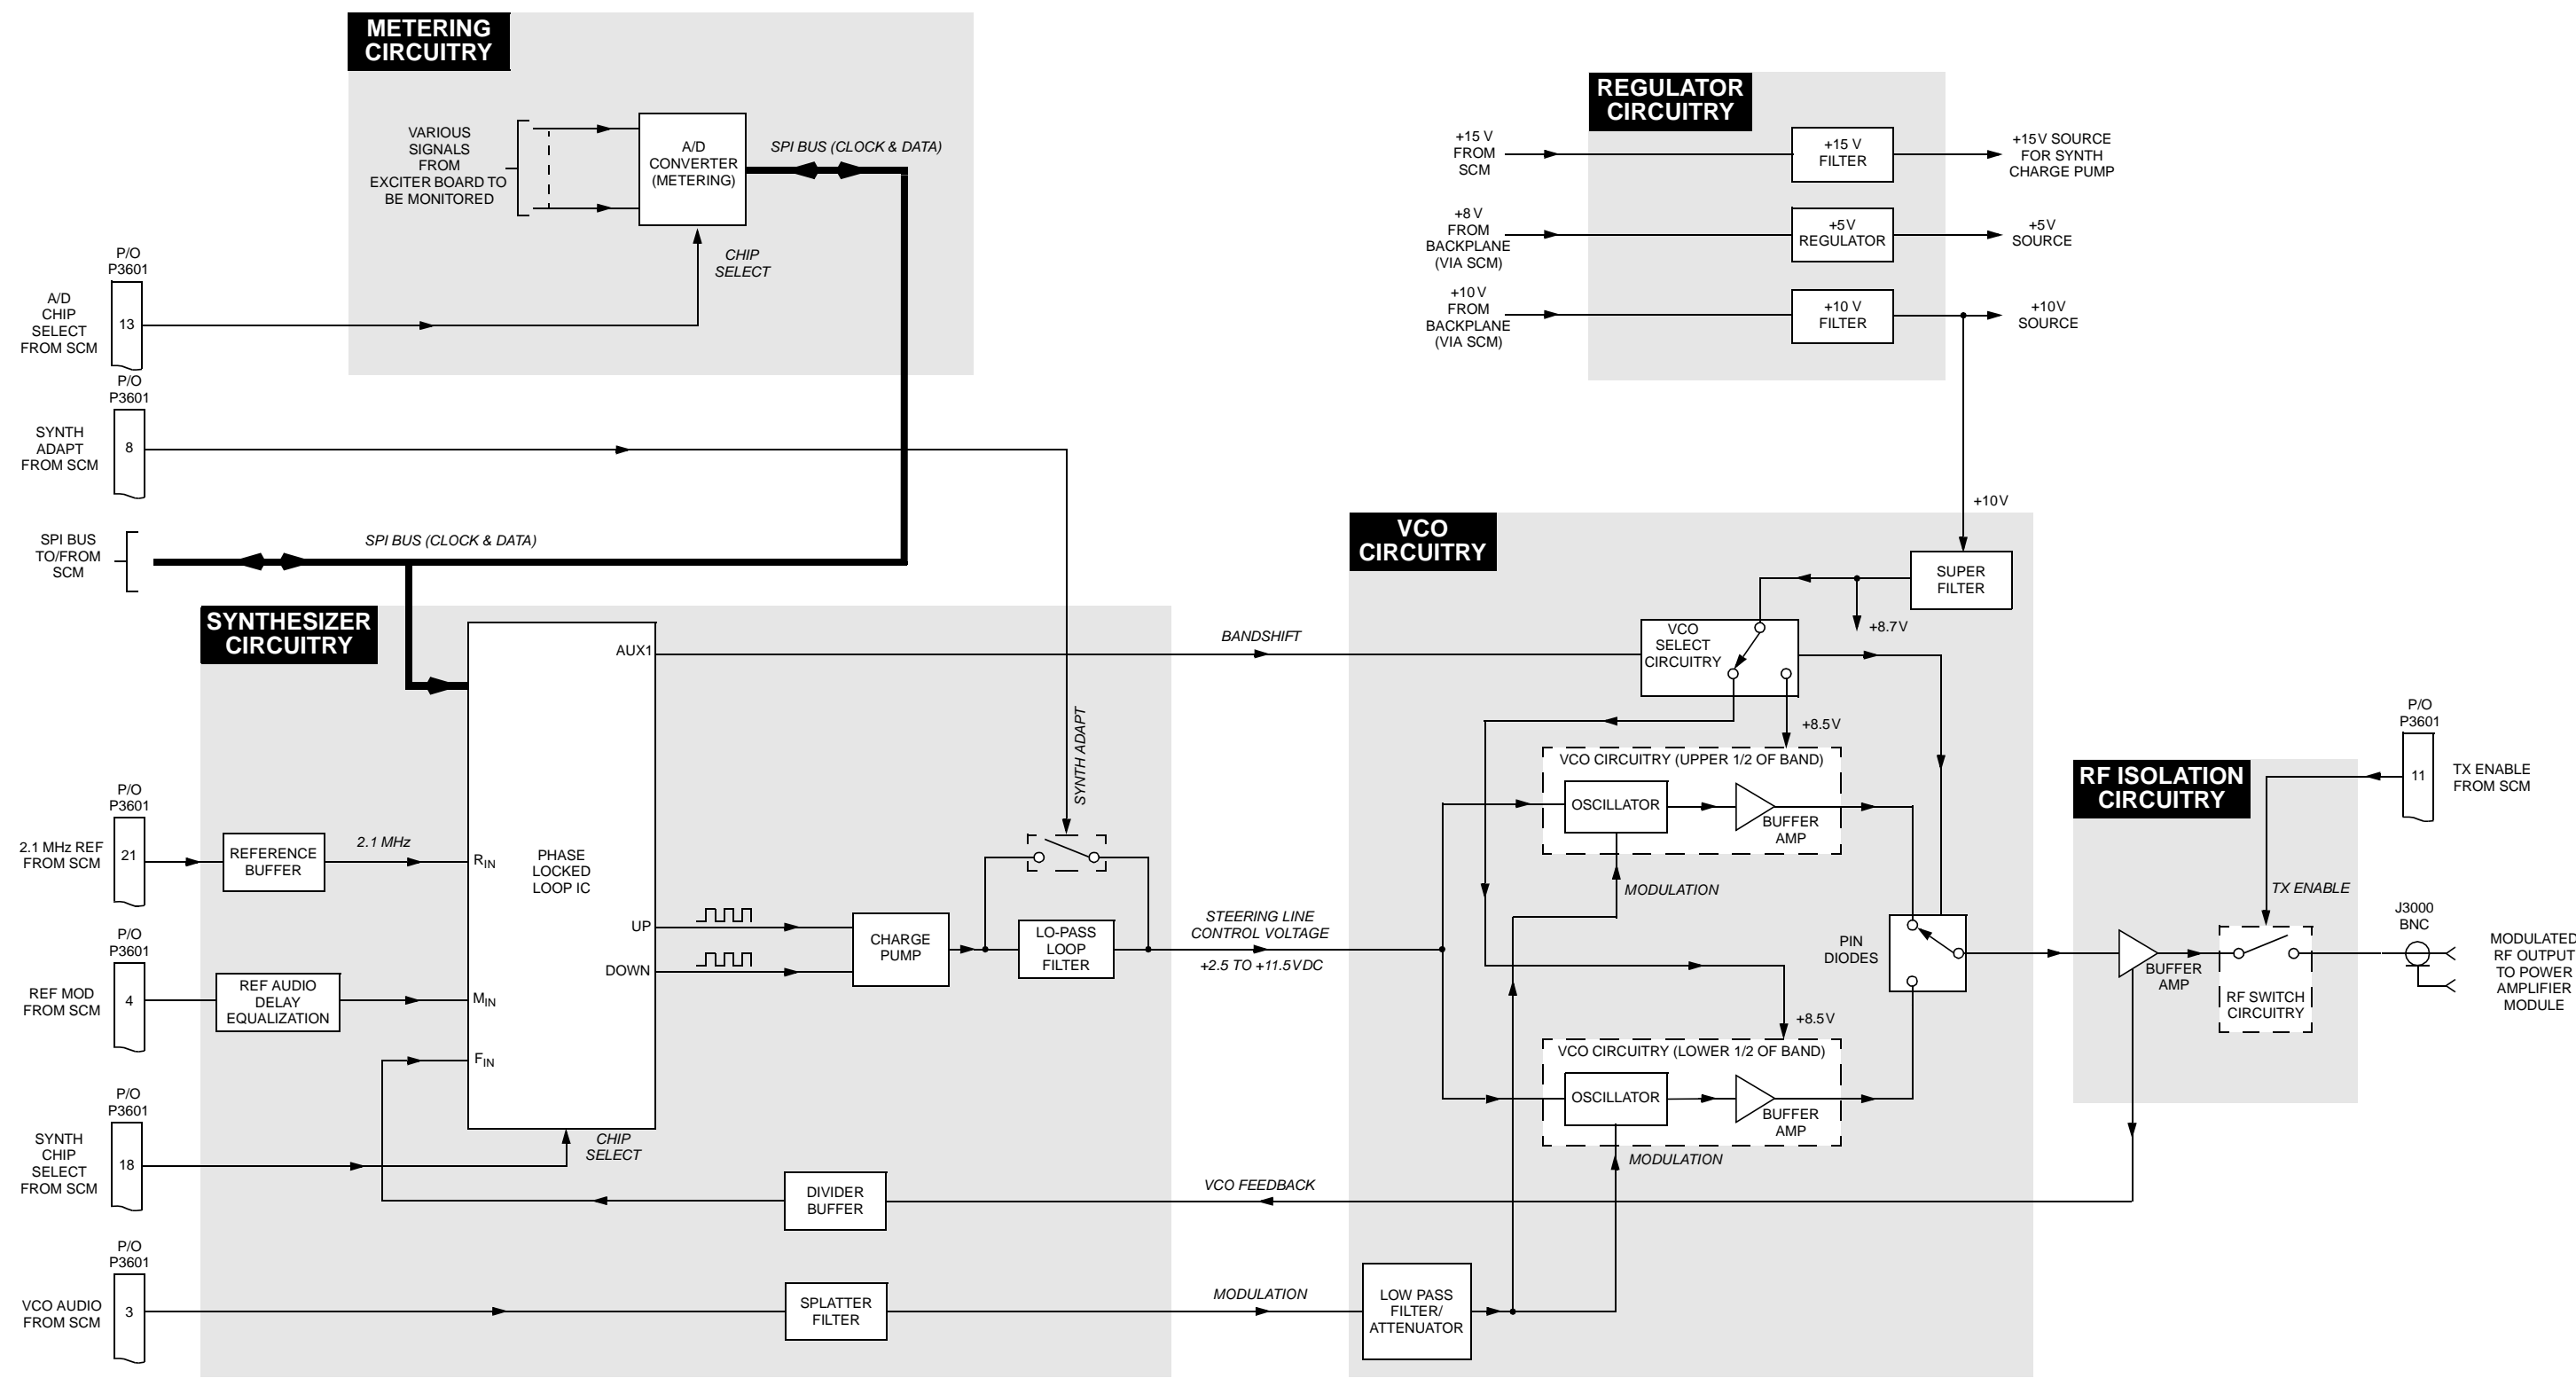 METERING
CIRCUITRY
VARIOUS
SIGNALS
FROM
EXCITER BOARD TO
BE MONITORED
A/D
CONVERTER
(METERING)
SPI BUS (CLOCK & DATA)
CHIP
SELECT
P/O
P3601
A/D
CHIP
SELECT
FROM SCM
13
P/O
P3601
SYNTH
ADAPT
FROM SCM
8
SPI BUS
TO/FROM
SCM
SPI BUS (CLOCK & DATA)
REGULATOR
CIRCUITRY
+15 V
FROM
SCM
+15 V
FILTER
+15V SOURCE
FOR SYNTH
CHARGE PUMP
+8V
FROM
BACKPLANE
(VIA SCM)
+5V
REGULATOR
+5V
SOURCE
+10V
FROM
BACKPLANE
(VIA SCM)
+10 V
FILTER
+10V
SOURCE
+10V
SYNTHESIZER
CIRCUITRY
AUX1
BANDSHIFT
SYNTH ADAPT
P/O
P3601
2.1 MHz REF
FROM SCM
21
REFERENCE
BUFFER
2.1 MHz
RIN
PHASE
LOCKED
LOOP IC
UP
DOWN
CHARGE
PUMP
LO-PASS
LOOP
FILTER
STEERING LINE
CONTROL VOLTAGE
+2.5 TO +11.5VDC
P/O
P3601
REF MOD
FROM SCM
4
REF AUDIO
DELAY
EQUALIZATION
MIN
FIN
P/O
P3601
SYNTH
CHIP
SELECT
FROM SCM
18
CHIP
SELECT
DIVIDER
BUFFER
VCO FEEDBACK
P/O
P3601
VCO AUDIO
FROM SCM
3
SPLATTER
FILTER
MODULATION
VCO
CIRCUITRY
SUPER
FILTER
+8.7V
VCO
SELECT
CIRCUITRY
+8.5V
VCO CIRCUITRY (UPPER 1/2 OF BAND)
OSCILLATOR
BUFFER
AMP
MODULATION
PIN
DIODES
+8.5V
VCO CIRCUITRY (LOWER 1/2 OF BAND)
OSCILLATOR
BUFFER
AMP
MODULATION
LOW PASS
FILTER/
ATTENUATOR
RF ISOLATION
CIRCUITRY
P/O
P3601
11
TX ENABLE
FROM SCM
TX ENABLE
BUFFER
AMP
RF SWITCH
CIRCUITRY
J3000
BNC
MODULATED
RF OUTPUT
TO POWER
AMPLIFIER
MODULE